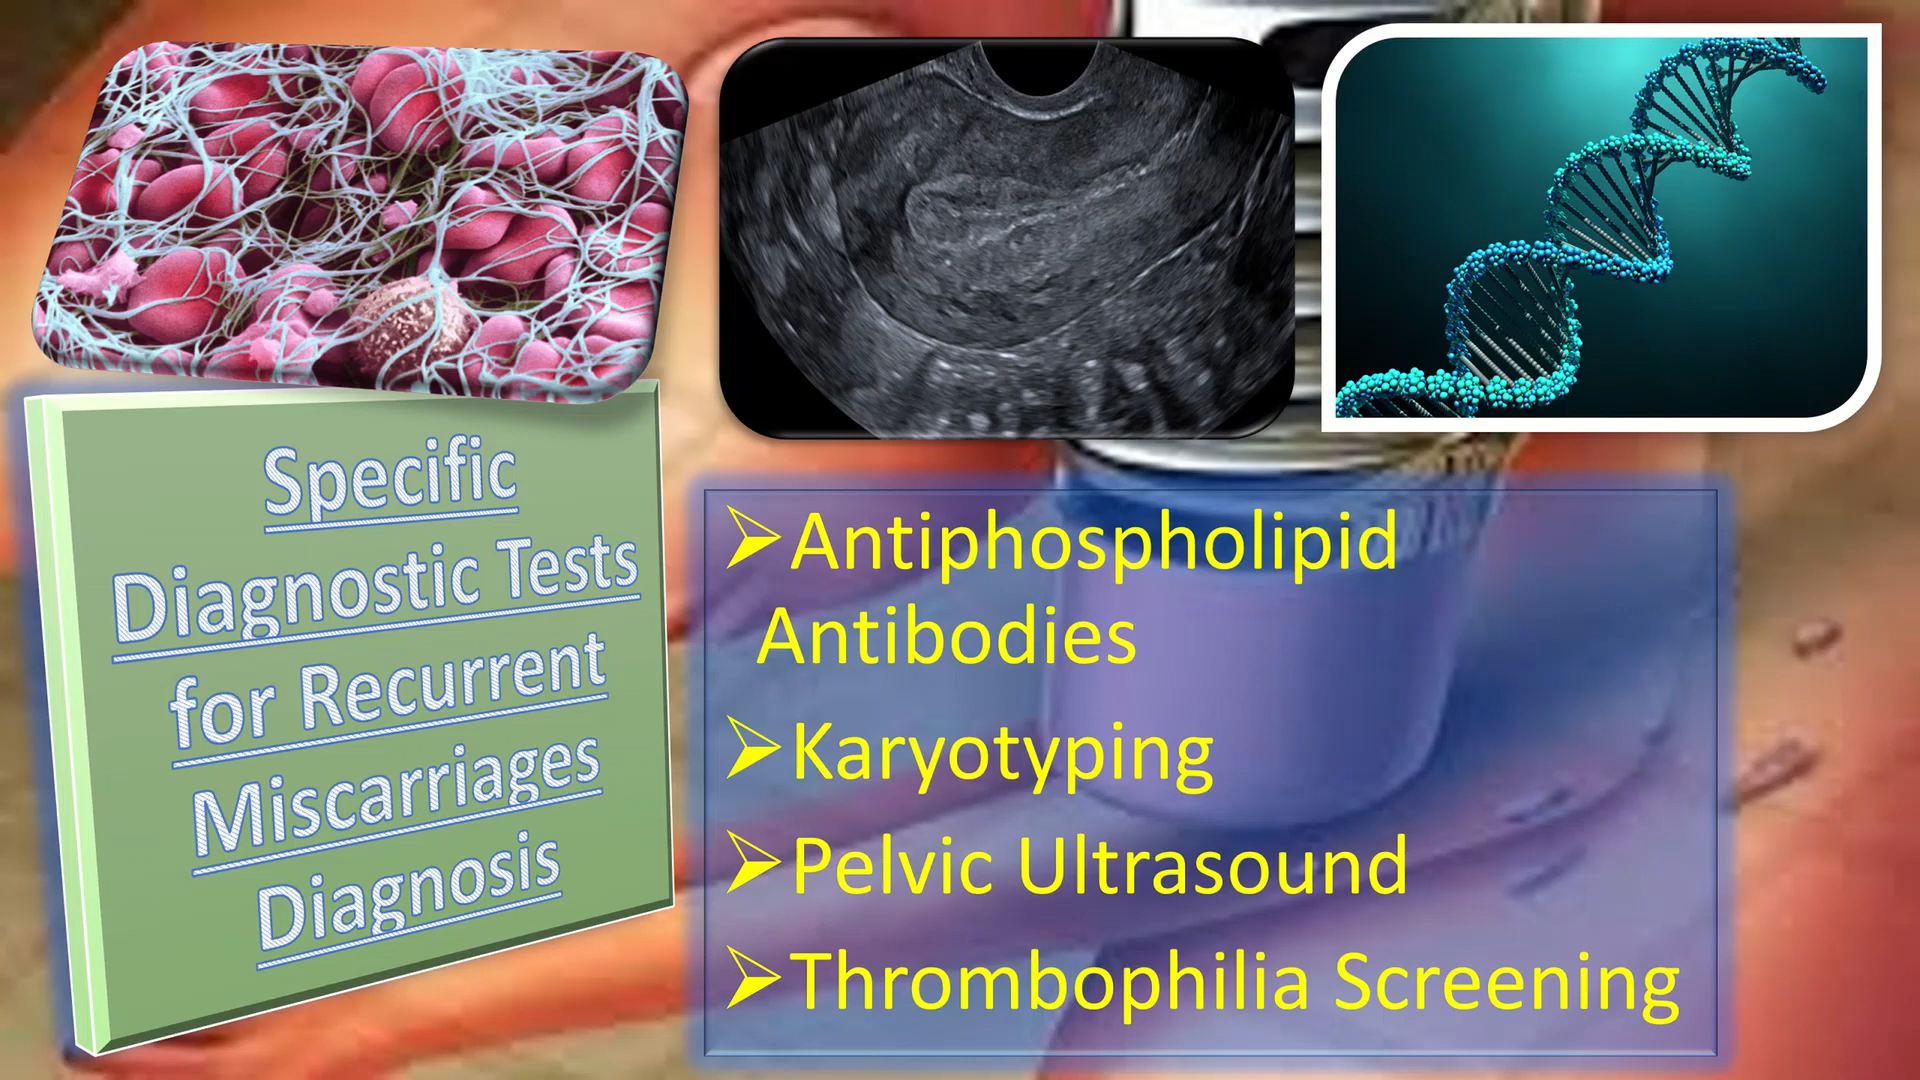 Specific
Diagnostic Tests
for Recurrent
Miscarriages
Diagnosis
Antiphospholipid
Antibodies
Karyotyping
Pelvic Ultrasound
Thrombophilia Screening